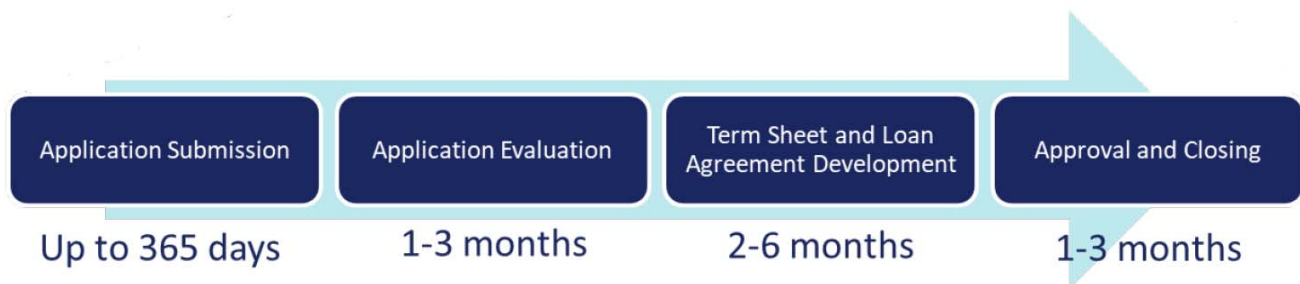 Application Submission
Application Evaluation
Term Sheet and Loan
Agreement Development
Approval and Closing
Up to 365 days
1-3 months
2-6 months
1-3 months